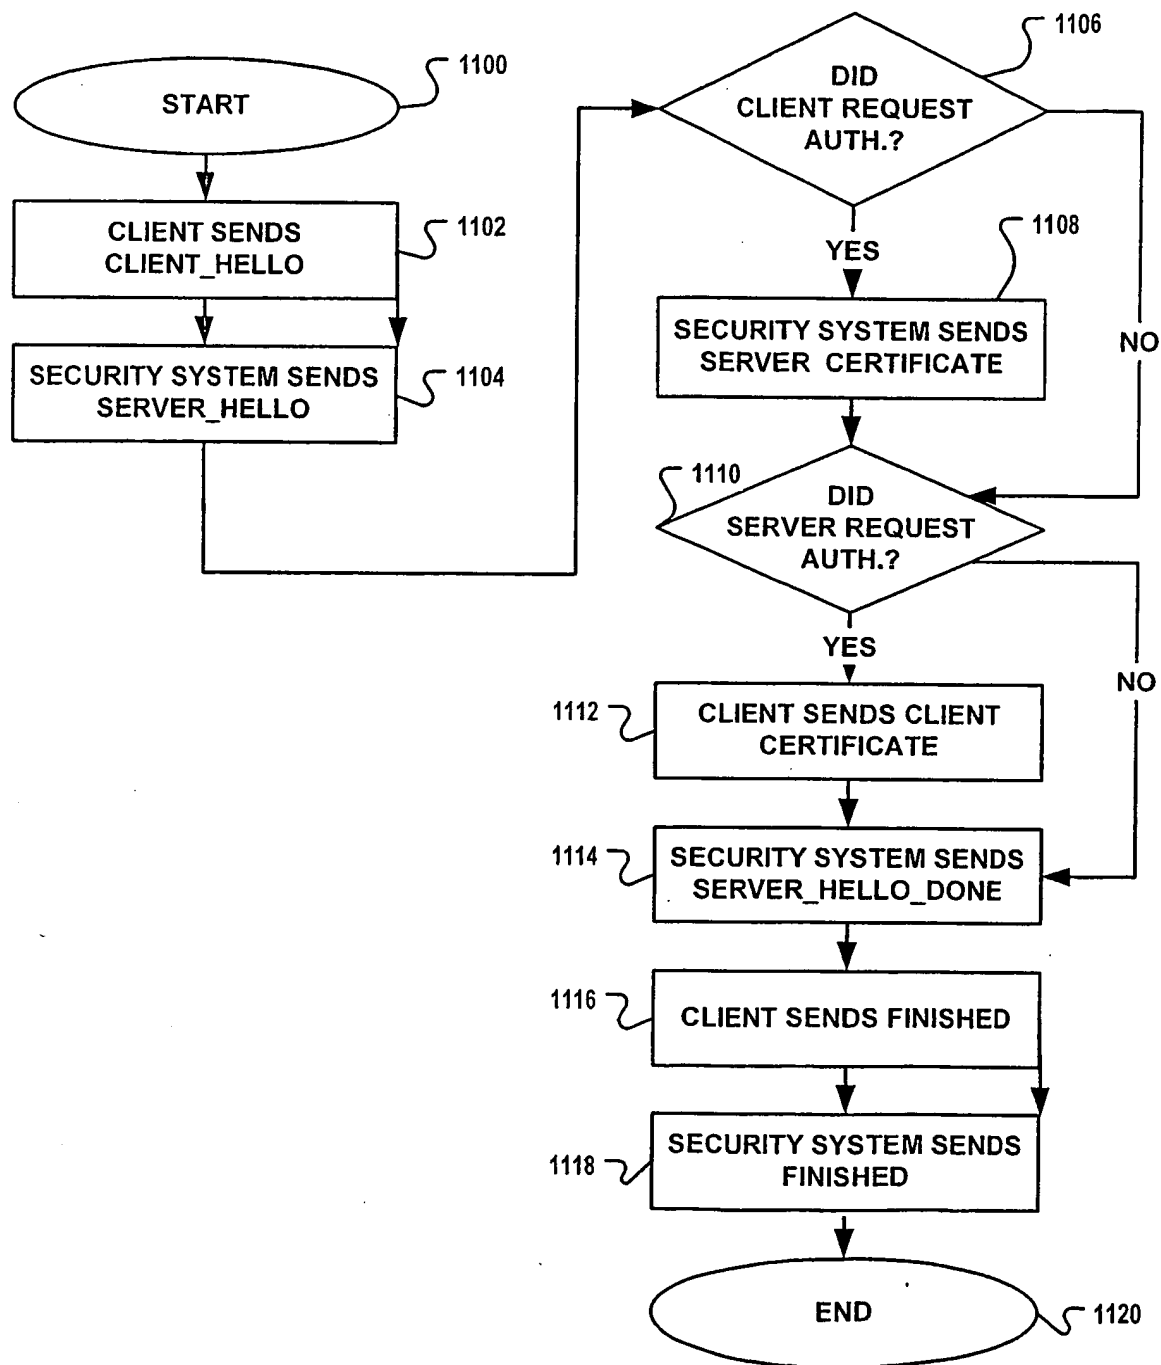 START
1100
CLIENT SENDS
CLIENT_HELLO
1102
SECURITY SYSTEM SENDS
SERVER_HELLO
1104
DID
CLIENT REQUEST
AUTH.?
1106
YES
NO
SECURITY SYSTEM SENDS
SERVER CERTIFICATE
1108
DID
SERVER REQUEST
AUTH.?
1110
YES
NO
CLIENT SENDS CLIENT
CERTIFICATE
1112
SECURITY SYSTEM SENDS
SERVER_HELLO_DONE
1114
CLIENT SENDS FINISHED
1116
SECURITY SYSTEM SENDS
FINISHED
1118
END
1120